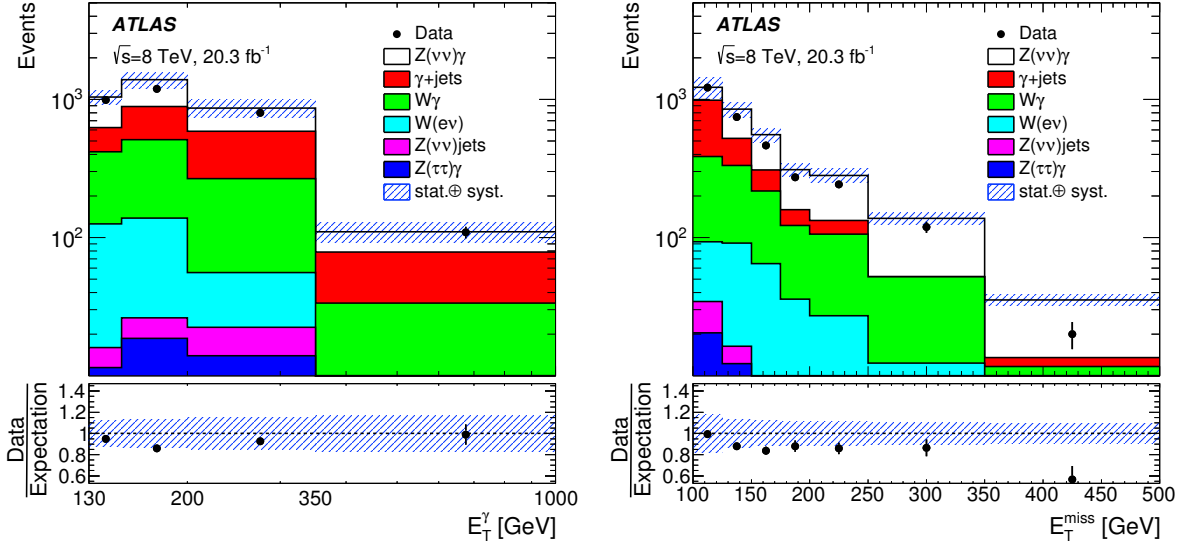 Events
ATLAS
√s=8 TeV, 20.3 fb⁻¹
Data
Z(νν)γ
γ+jets
Wγ
W(eν)
Z(νν)jets
Z(ττ)γ
stat.⊕ syst.
10³
10²
Data
Expectation
1.4
1.2
1
0.8
0.6
130 200 350 1000
E_T^γ [GeV]
Events
ATLAS
√s=8 TeV, 20.3 fb⁻¹
Data
Z(νν)γ
γ+jets
Wγ
W(eν)
Z(νν)jets
Z(ττ)γ
stat.⊕ syst.
10³
10²
Data
Expectation
1.4
1.2
1
0.8
0.6
100 150 200 250 300 350 400 450 500
E_T^miss [GeV]